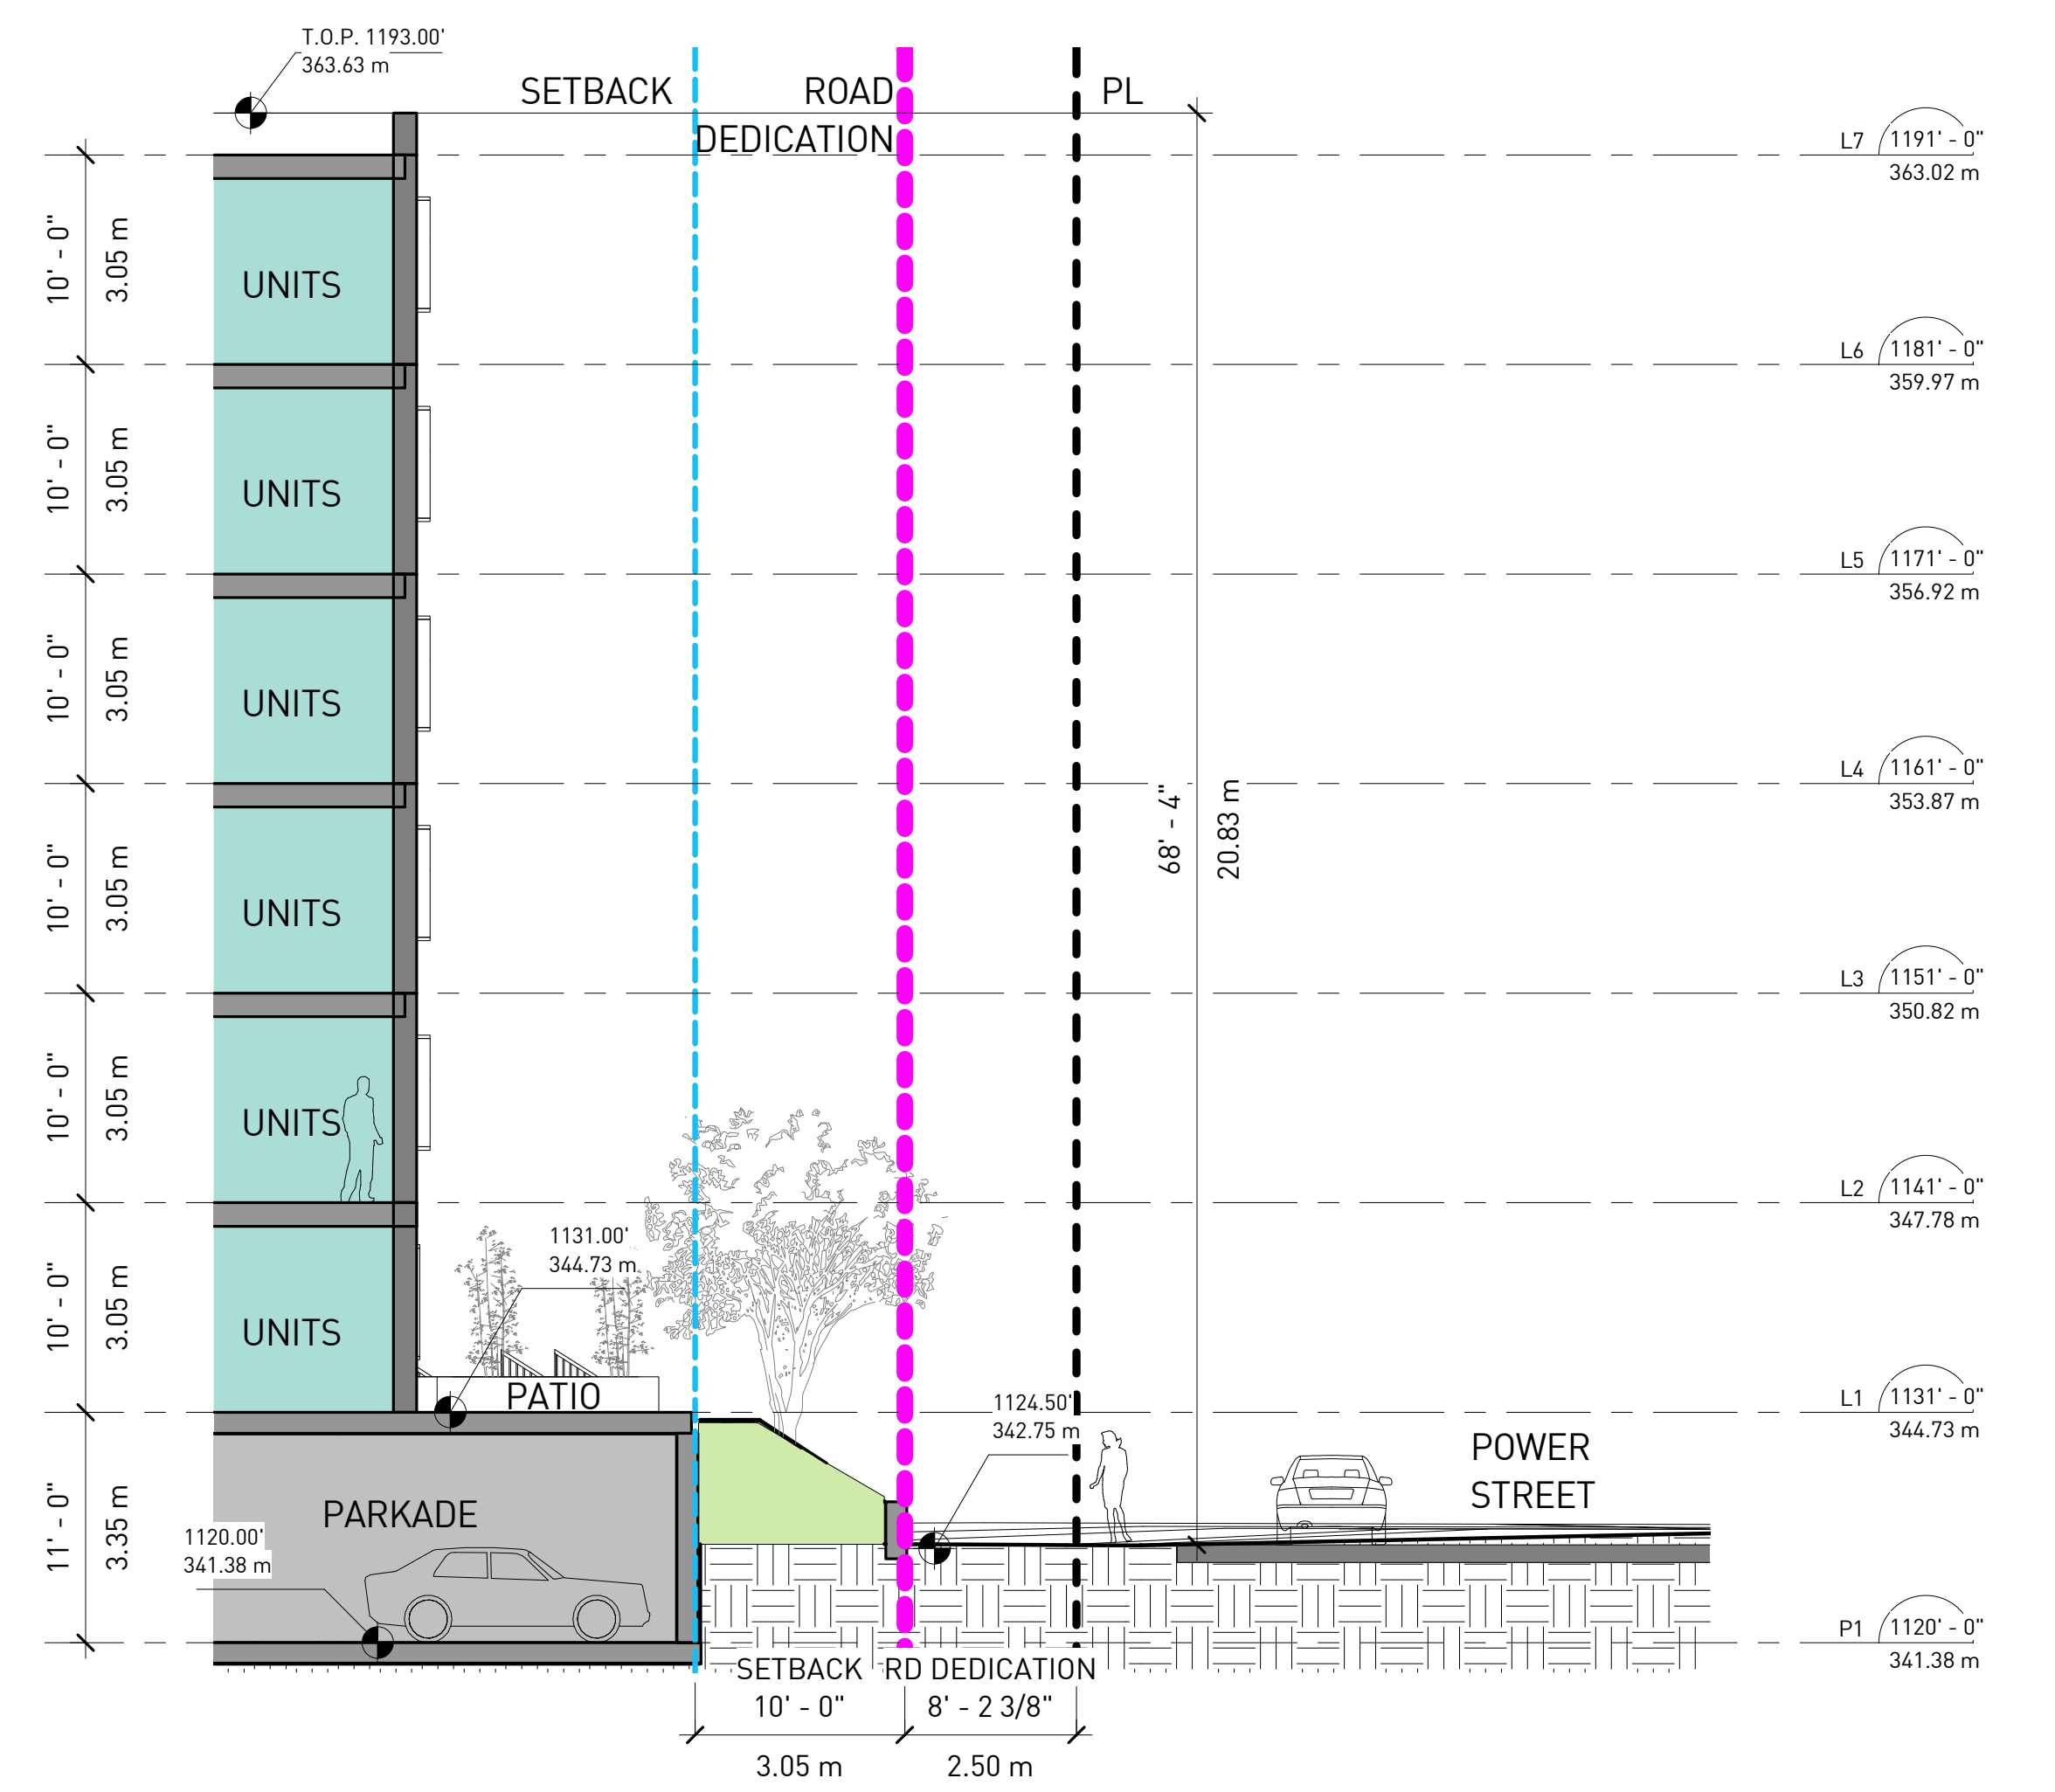 T.O.P. 1193.00'
363.63 m
SETBACK
ROAD
DEDICATION
PL
L7 1191' - 0"
363.02 m
10' - 0"
3.05 m
UNITS
L6 1181' - 0"
359.97 m
10' - 0"
3.05 m
UNITS
L5 1171' - 0"
356.92 m
10' - 0"
3.05 m
UNITS
L4 1161' - 0"
353.87 m
68' - 4"
20.83 m
10' - 0"
3.05 m
UNITS
L3 1151' - 0"
350.82 m
10' - 0"
3.05 m
UNITS
L2 1141' - 0"
347.78 m
10' - 0"
3.05 m
UNITS
1131.00'
344.73 m
PATIO
L1 1131' - 0"
344.73 m
1124.50'
342.75 m
POWER
STREET
11' - 0"
3.35 m
PARKADE
1120.00'
341.38 m
P1 1120' - 0"
341.38 m
SETBACK
10' - 0"
3.05 m
RD DEDICATION
8' - 2 3/8"
2.50 m